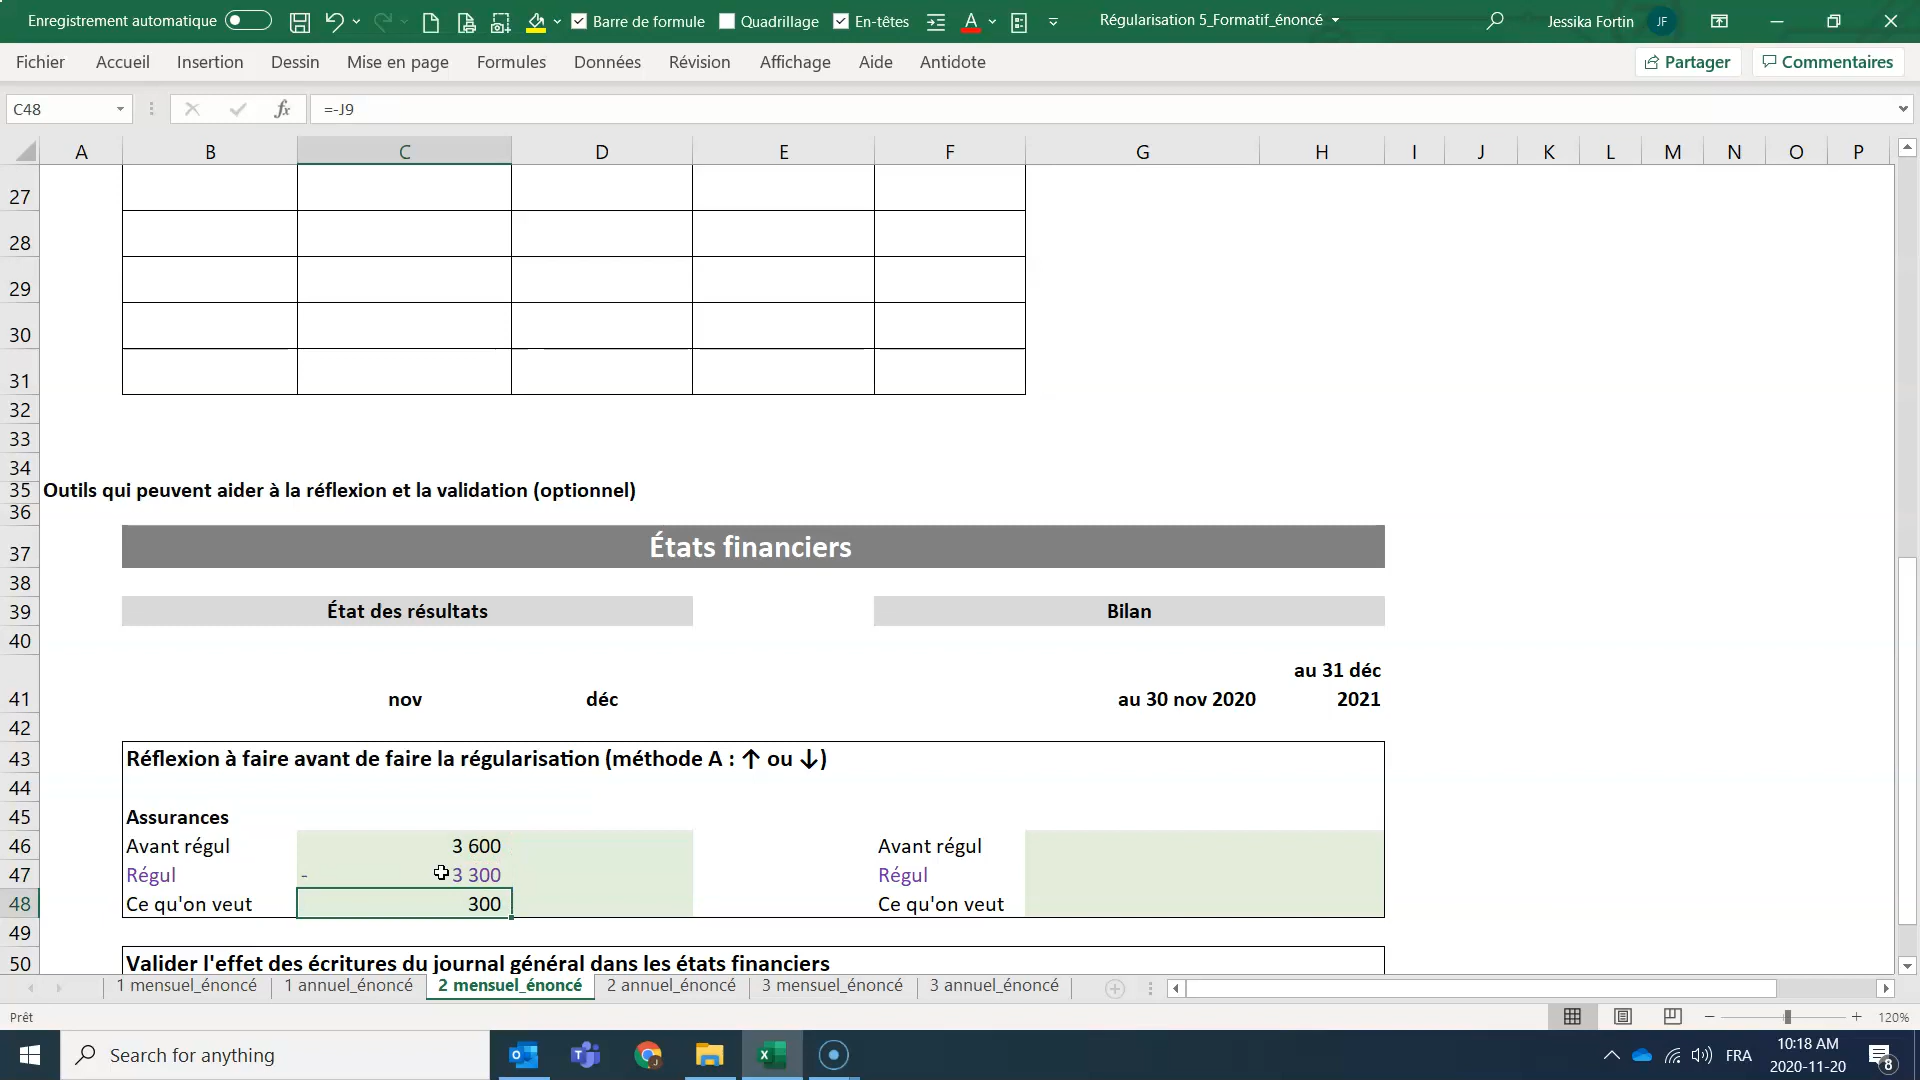 Enregistrement automatique
Barre de formule
Quadrillage
En-têtes
Régularisation 5_Formatif_énoncé
Jessika Fortin
JF
Fichier Accueil Insertion Dessin Mise en page Formules Données Révision Affichage Aide Antidote
Partager
Commentaires
C48
fx
=-J9
A B C D E F G H I J K L M N O P
27
28
29
30
31
32
33
34
35 Outils qui peuvent aider à la réflexion et la validation (optionnel)
36
37 États financiers
38
39 État des résultats Bilan
40
au 31 déc
41 nov déc au 30 nov 2020 2021
42
43 Réflexion à faire avant de faire la régularisation (méthode A : ↑ ou ↓)
44
45 Assurances
46 Avant régul 3 600 Avant régul
47 Régul - 3 300 Régul
48 Ce qu'on veut 300 Ce qu'on veut
49
50 Valider l'effet des écritures du journal général dans les états financiers
1 mensuel_énoncé 1 annuel_énoncé 2 mensuel_énoncé 2 annuel_énoncé 3 mensuel_énoncé 3 annuel_énoncé
Prêt
120%
Search for anything
FRA
10:18 AM
2020-11-20
8